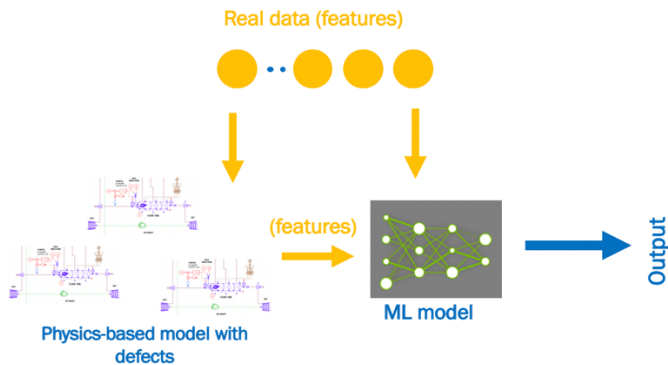 Real data (features)
(features)
Output
ML model
Physics-based model with
defects